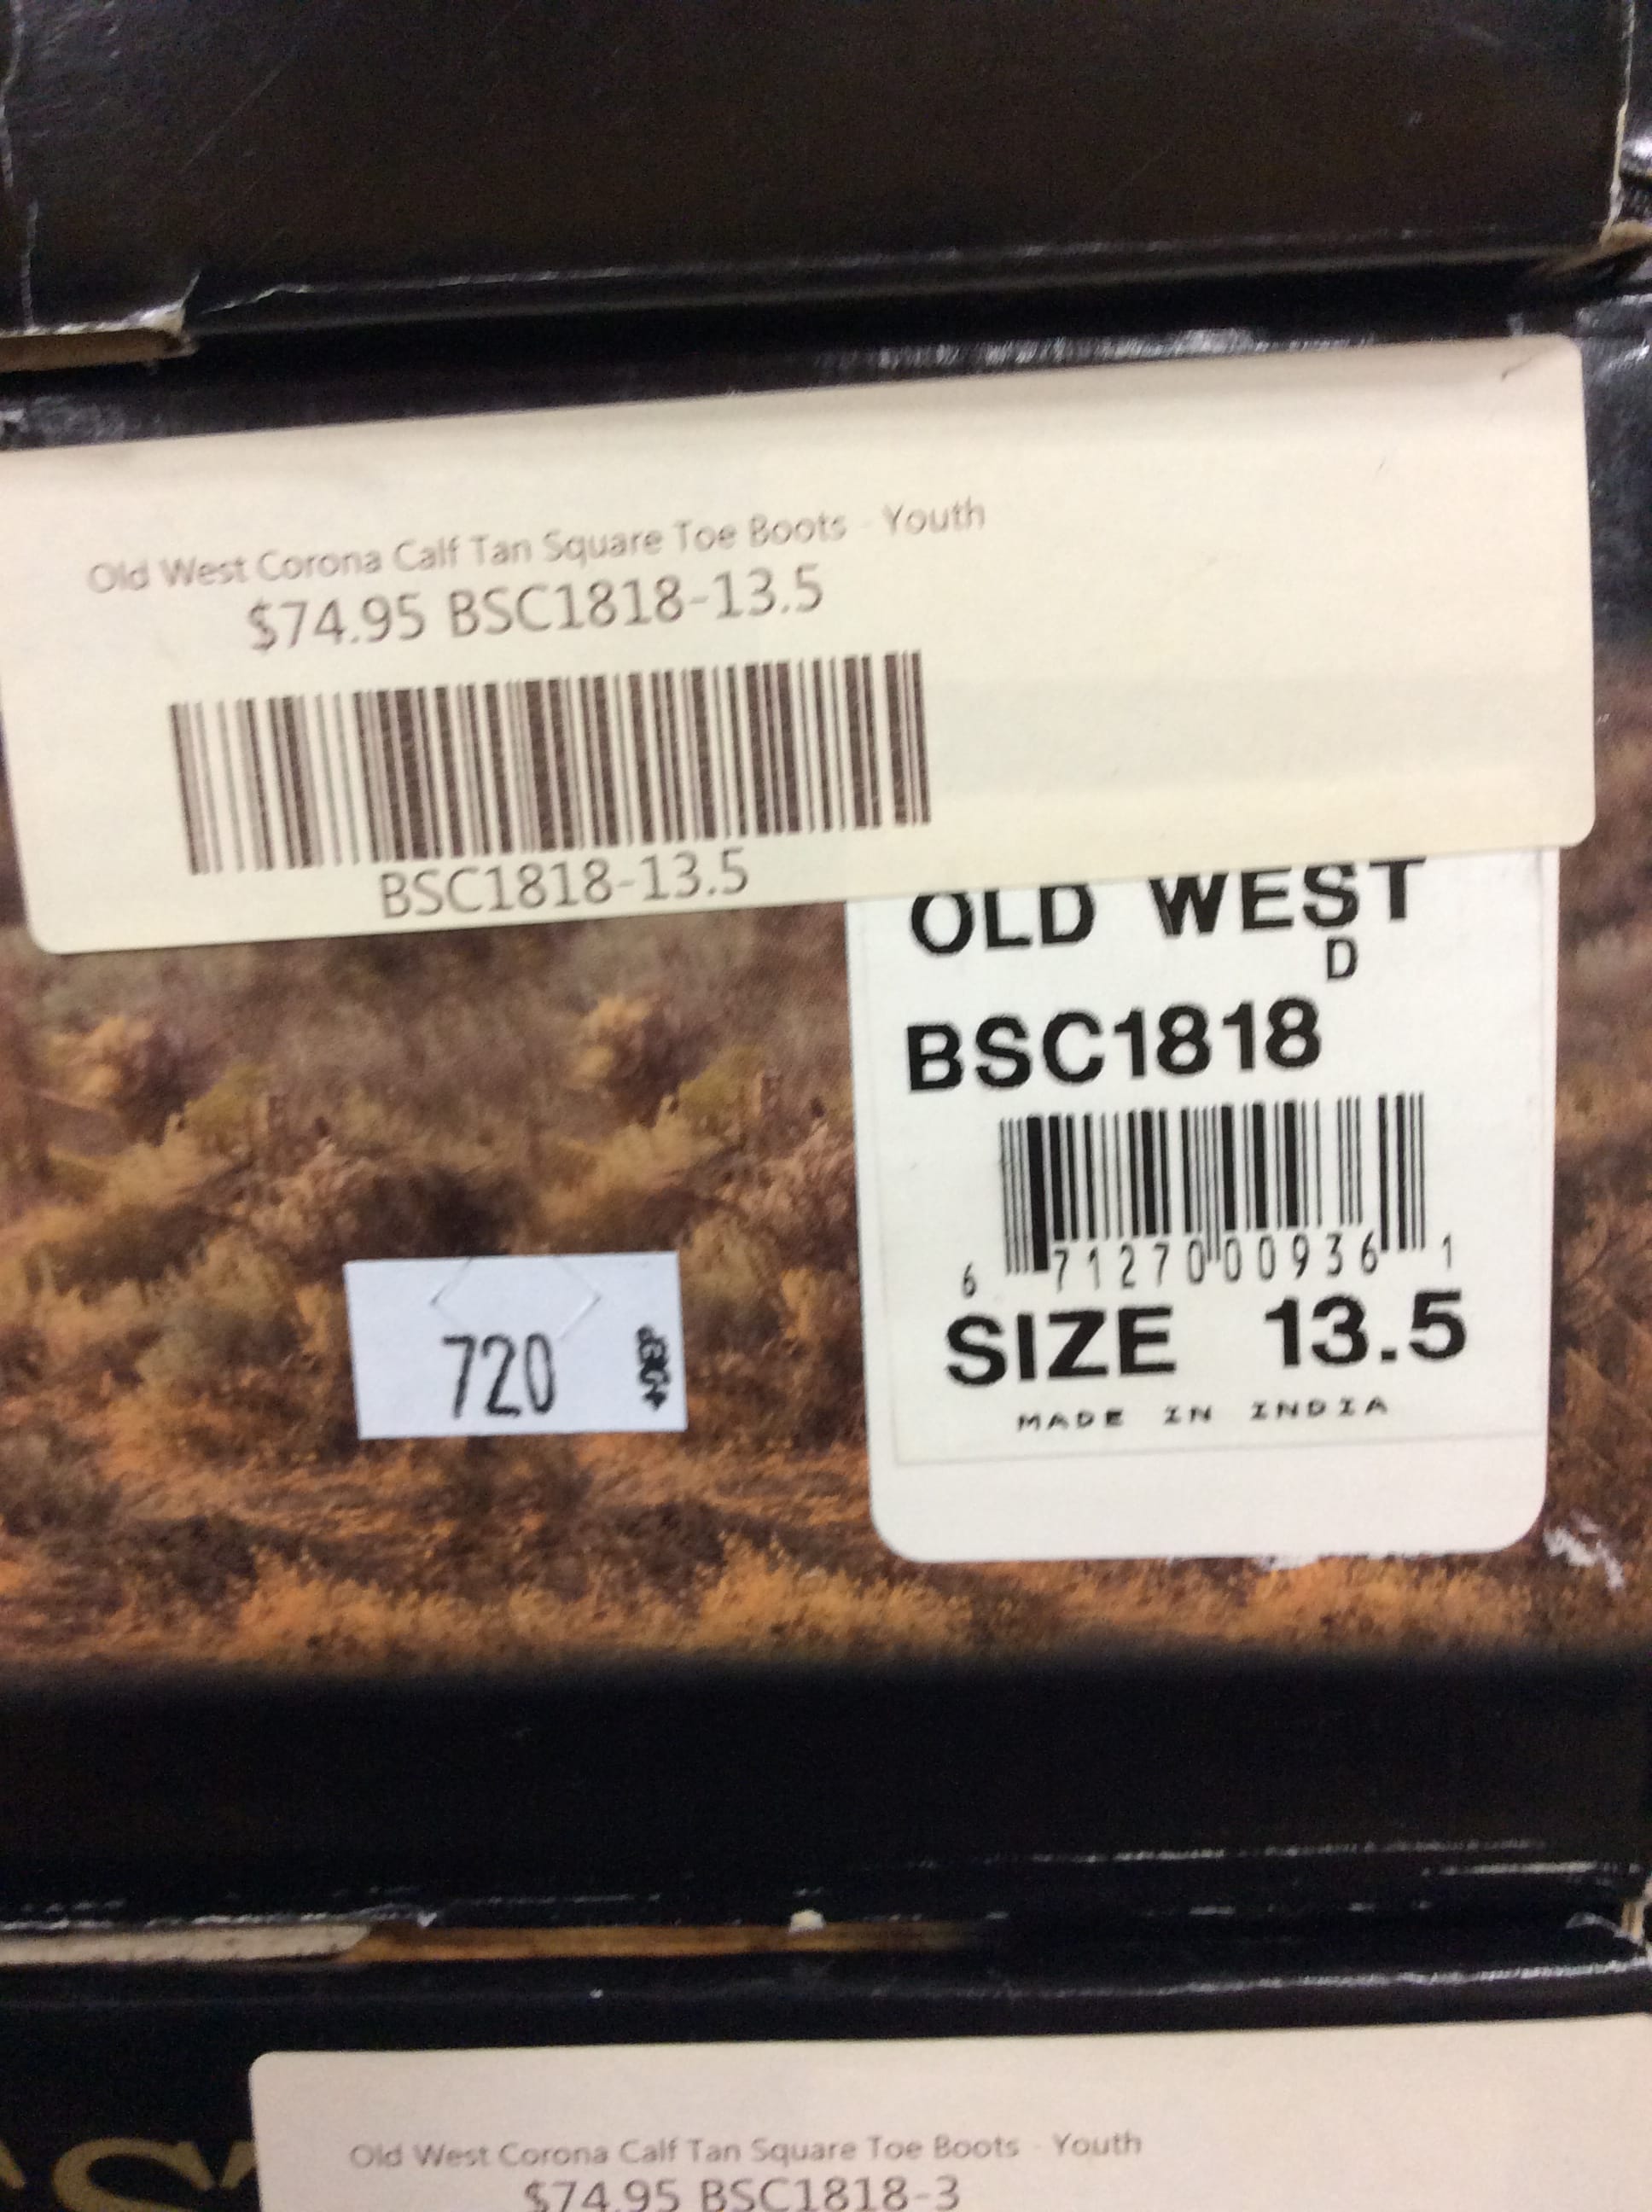 Old West Corona Calf Tan Square Toe Boots - Youth
$74.95 BSC1818-13.5
BSC1818-13.5
OLD WEST
D
BSC1818
6 71270 00936 1
SIZE 13.5
MADE IN INDIA
720
Old West Corona Calf Tan Square Toe Boots - Youth
$74.95 BSC1818-3